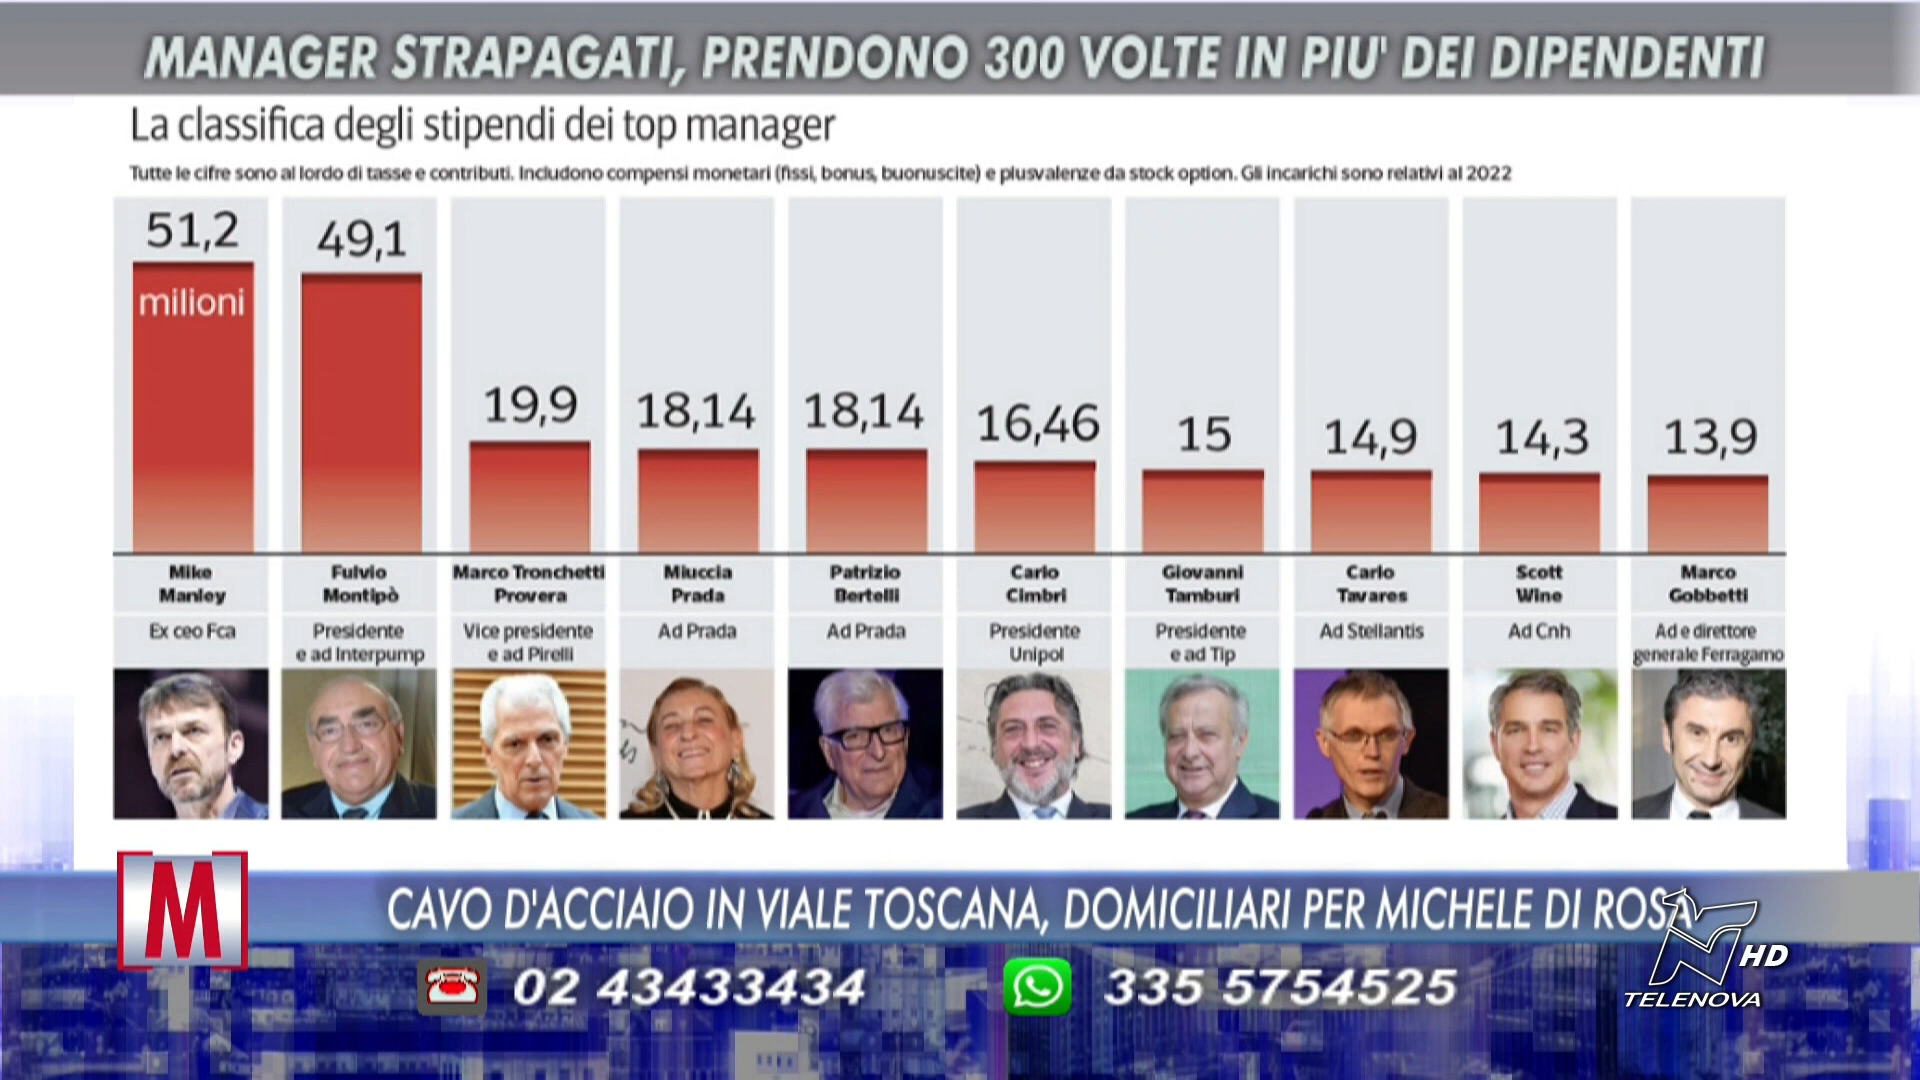 MANAGER STRAPAGATI, PRENDONO 300 VOLTE IN PIU' DEI DIPENDENTI
La classifica degli stipendi dei top manager
Tutte le cifre sono al lordo di tasse e contributi. Includono compensi monetari (fissi, bonus, buonuscite) e plusvalenze da stock option. Gli incarichi sono relativi al 2022
51,2
milioni
49,1
19,9
18,14
18,14
16,46
15
14,9
14,3
13,9
Mike
Manley
Ex ceo Fca
Fulvio
Montipò
Presidente
e ad Interpump
Marco Tronchetti
Provera
Vice presidente
e ad Pirelli
Miuccia
Prada
Ad Prada
Patrizio
Bertelli
Ad Prada
Carlo
Cimbri
Presidente
Unipol
Giovanni
Tamburi
Presidente
e ad Tip
Carlo
Tavares
Ad Stellantis
Scott
Wine
Ad Cnh
Marco
Gobbetti
Ad e direttore
generale Ferragamo
M
CAVO D'ACCIAIO IN VIALE TOSCANA, DOMICILIARI PER MICHELE DI ROSA
02 43433434
335 5754525
HD
TELENOVA